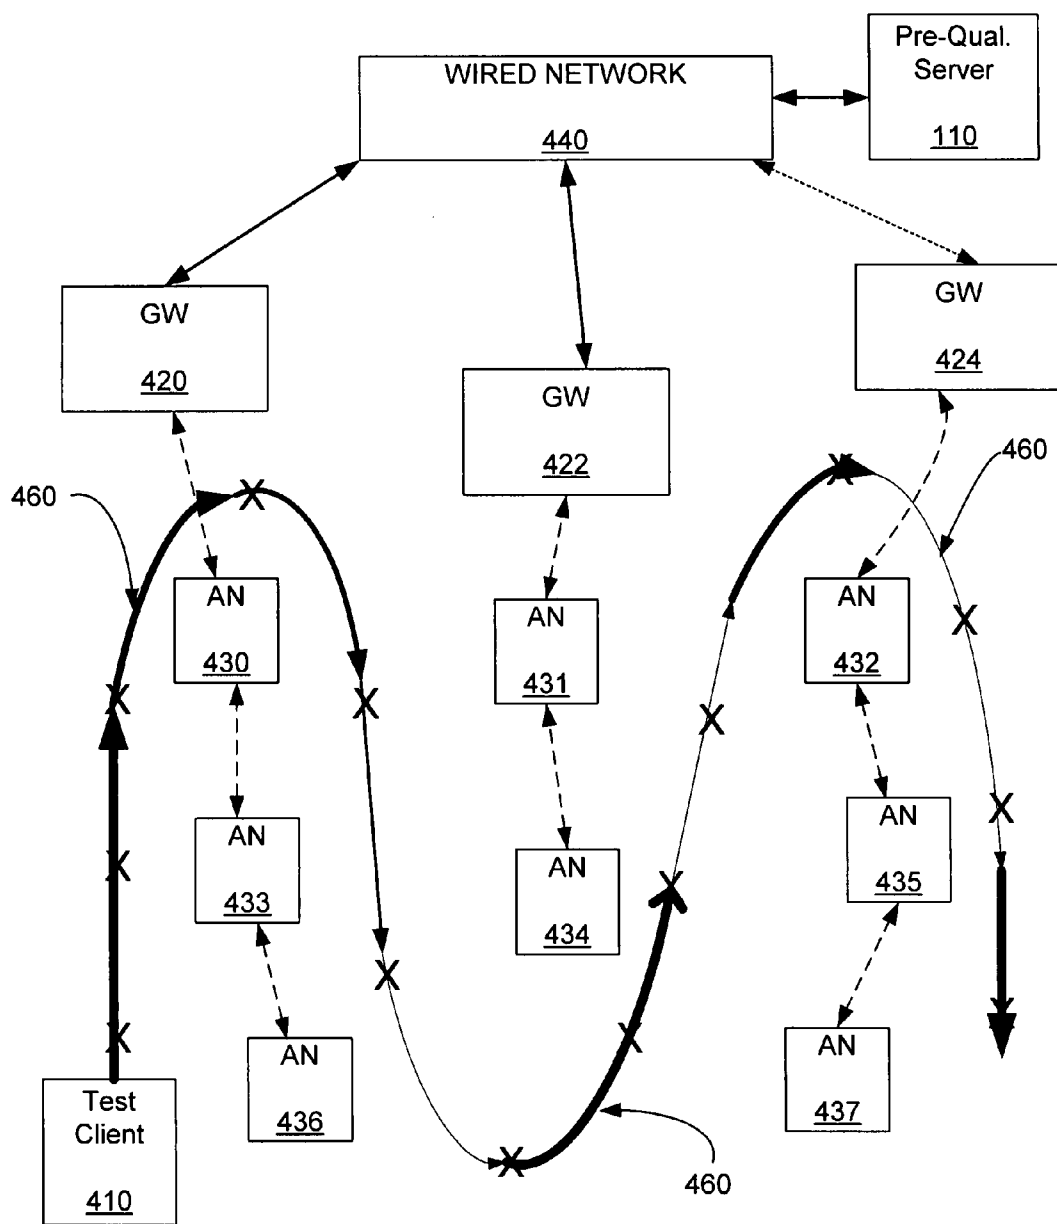 Pre-Qual.
Server
110
WIRED NETWORK
440
GW
420
GW
422
GW
424
460
460
AN
430
AN
431
AN
432
AN
433
AN
434
AN
435
AN
436
AN
437
Test
Client
410
460
X
X
X
X
X
X
X
X
X
X
X
X
X
X